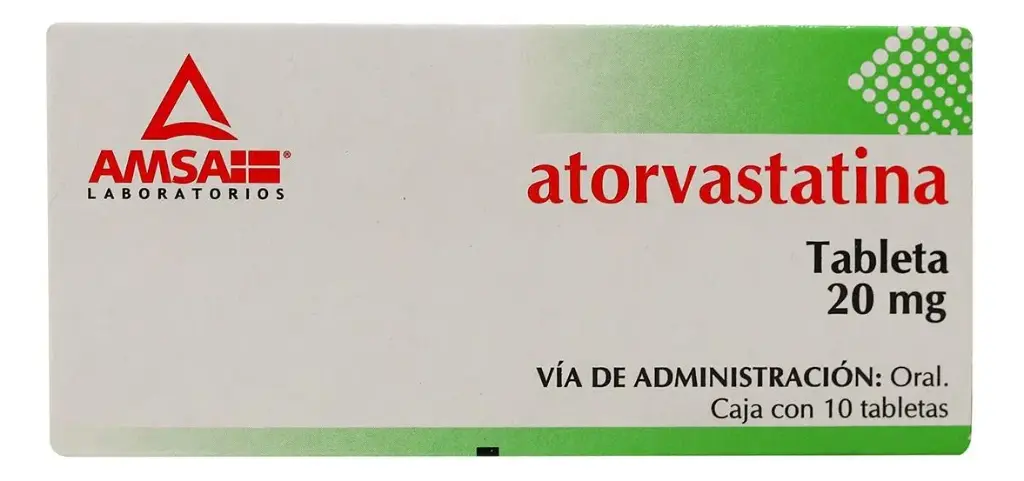 AMSA®
LABORATORIOS
atorvastatina
Tableta
20 mg
VÍA DE ADMINISTRACIÓN: Oral.
Caja con 10 tabletas